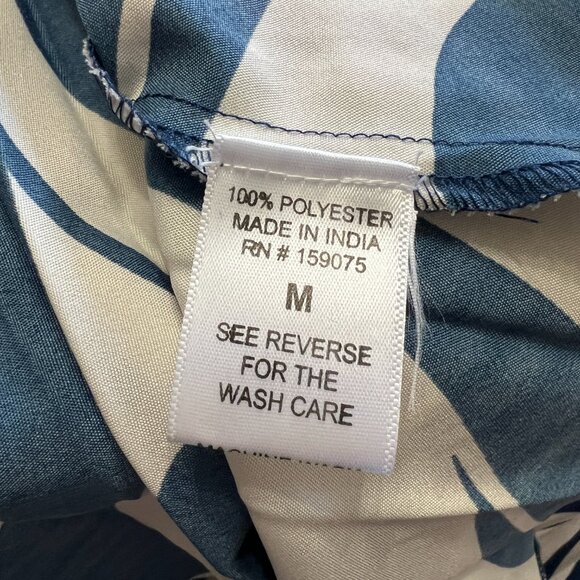 100% POLYESTER
MADE IN INDIA
RN # 159075
M
SEE REVERSE
FOR THE
WASH CARE